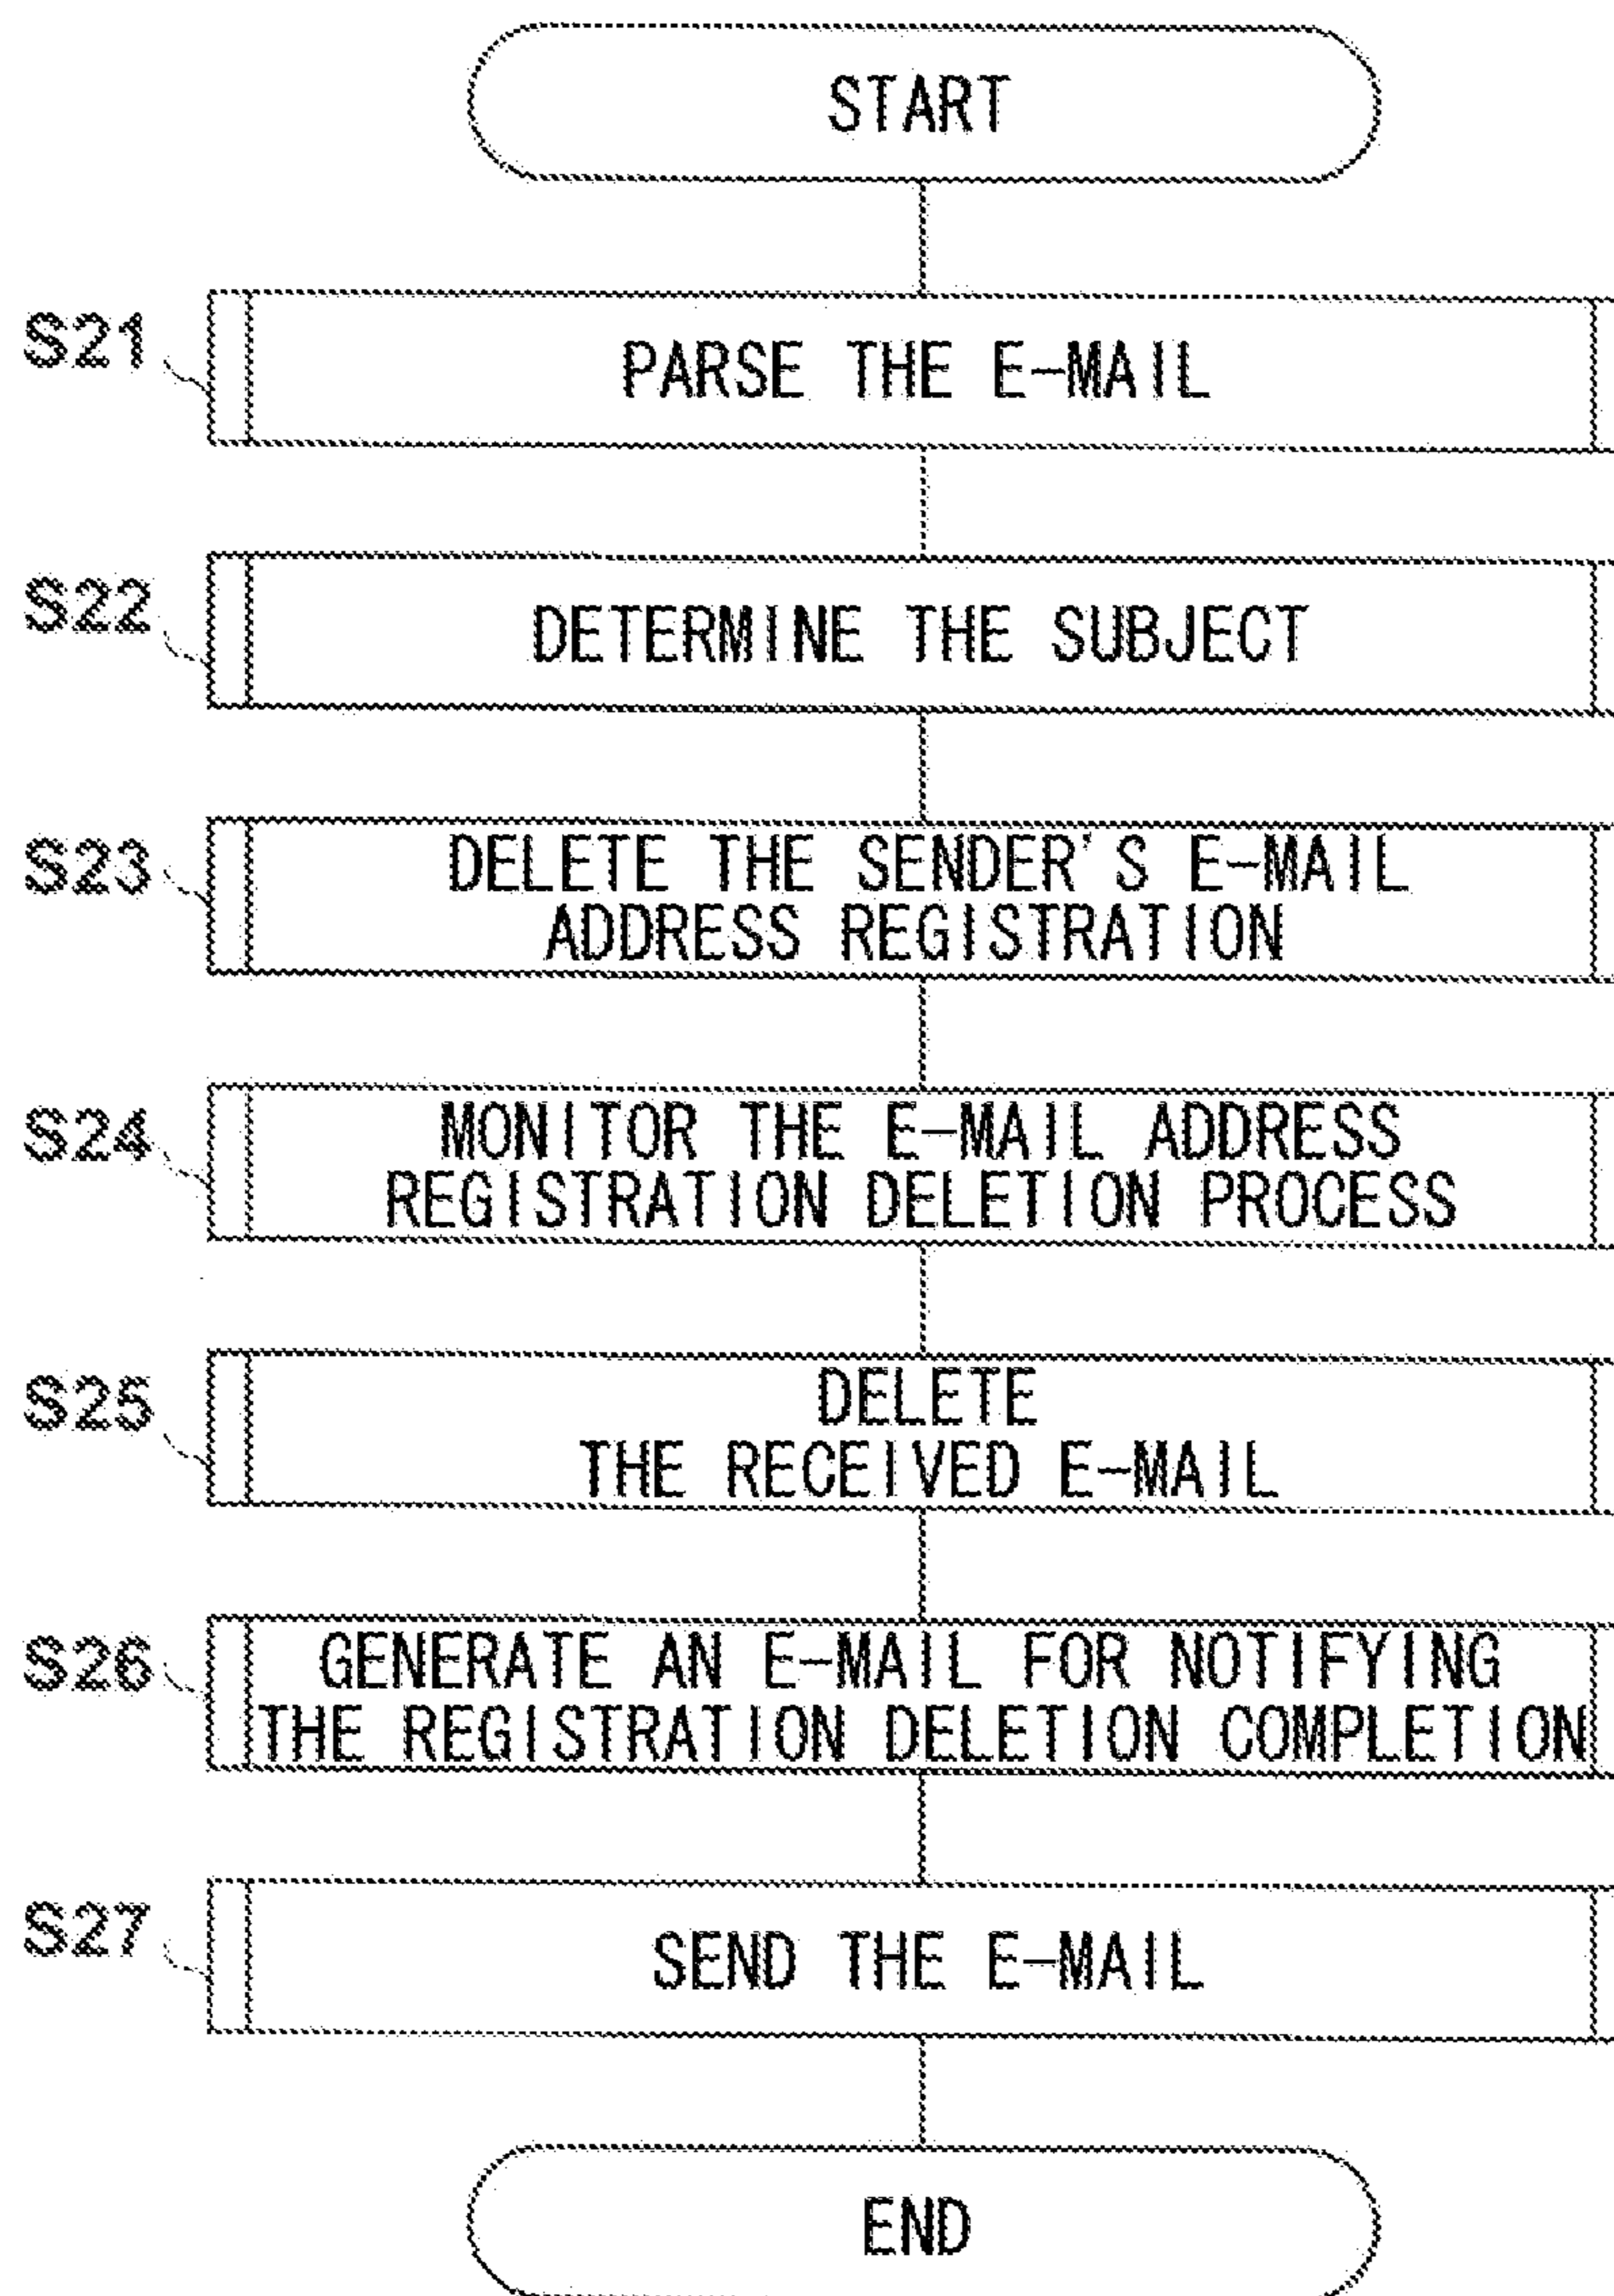 START
S21
PARSE THE E-MAIL
S22
DETERMINE THE SUBJECT
S23
DELETE THE SENDER'S E-MAIL
ADDRESS REGISTRATION
S24
MONITOR THE E-MAIL ADDRESS
REGISTRATION DELETION PROCESS
S25
DELETE
THE RECEIVED E-MAIL
S26
GENERATE AN E-MAIL FOR NOTIFYING
THE REGISTRATION DELETION COMPLETION
S27
SEND THE E-MAIL
END